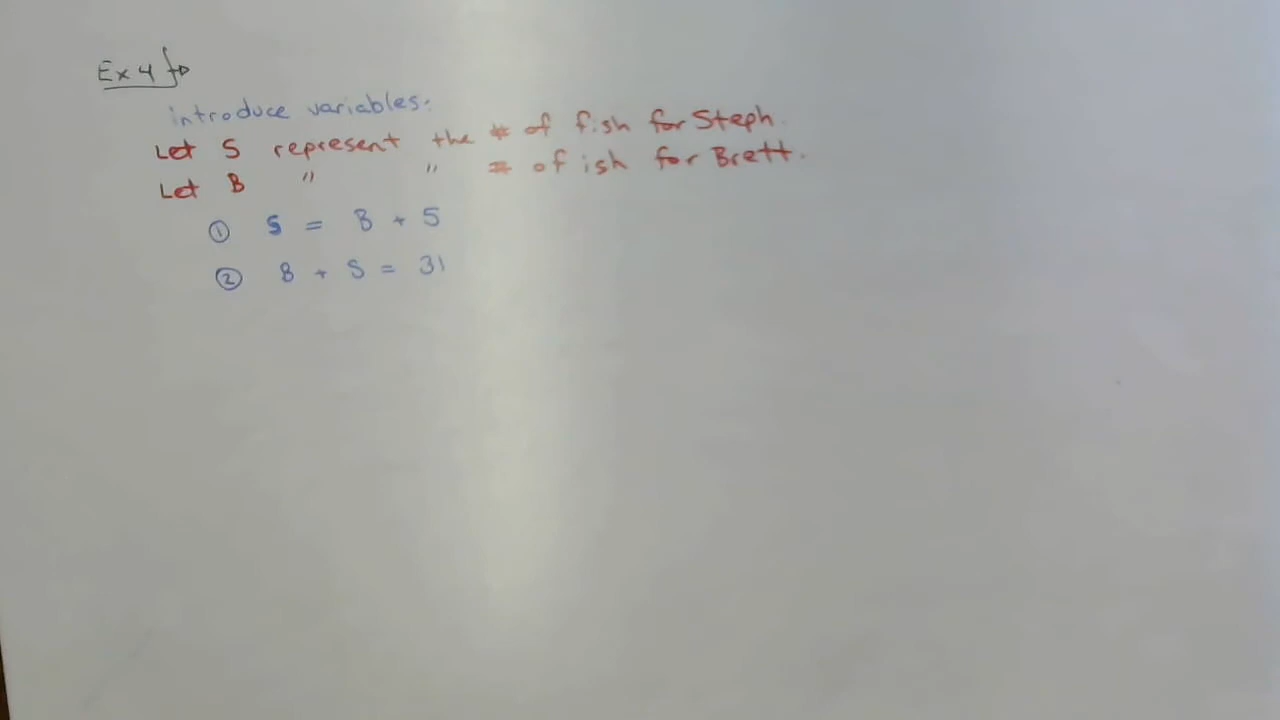 Ex 4
introduce variables:
Let S represent the # of fish for Steph.
Let B " " # of ish for Brett.
① S = B + 5
② B + S = 31